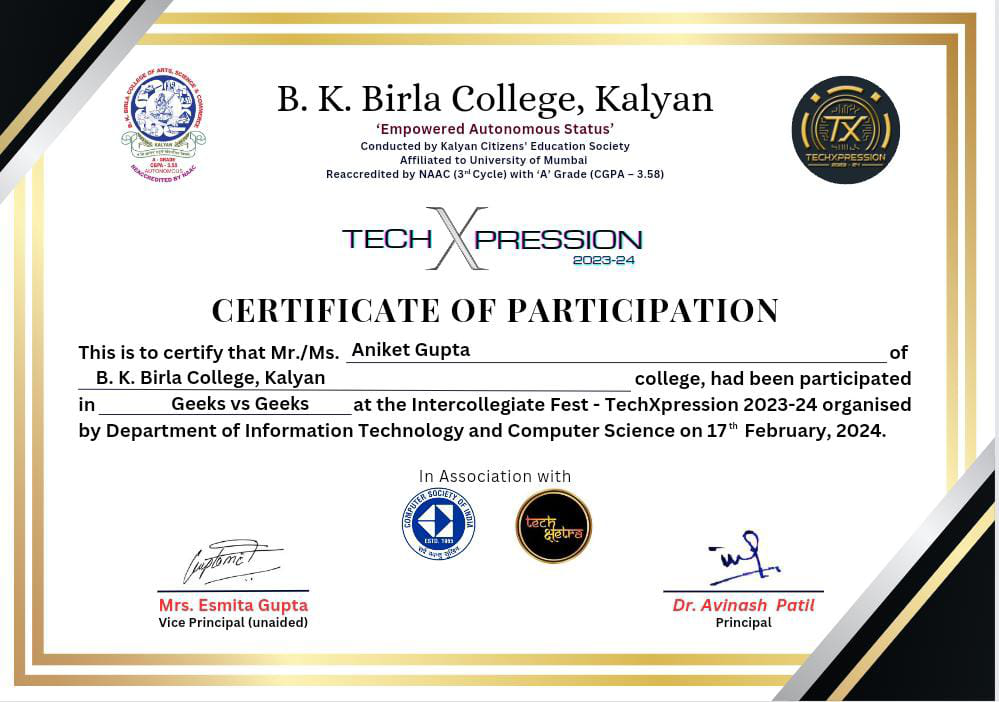 B. K. BIRLA COLLEGE OF ARTS, SCIENCE & COMMERCE
KALYAN
A - GRADE
CGPA - 3.58
AUTONOMOUS
REACCREDITED BY NAAC
B. K. Birla College, Kalyan
‘Empowered Autonomous Status’
Conducted by Kalyan Citizens’ Education Society
Affiliated to University of Mumbai
Reaccredited by NAAC (3rd Cycle) with ‘A’ Grade (CGPA – 3.58)
TX
TECHXPRESSION
2023 - 24
TECH XPRESSION
2023-24
CERTIFICATE OF PARTICIPATION
This is to certify that Mr./Ms. Aniket Gupta of
B. K. Birla College, Kalyan college, had been participated
in Geeks vs Geeks at the Intercollegiate Fest - TechXpression 2023-24 organised
by Department of Information Technology and Computer Science on 17th February, 2024.
In Association with
COMPUTER SOCIETY OF INDIA
ESTD. 1965
tech
क्षेtra
Mrs. Esmita Gupta
Vice Principal (unaided)
Dr. Avinash Patil
Principal